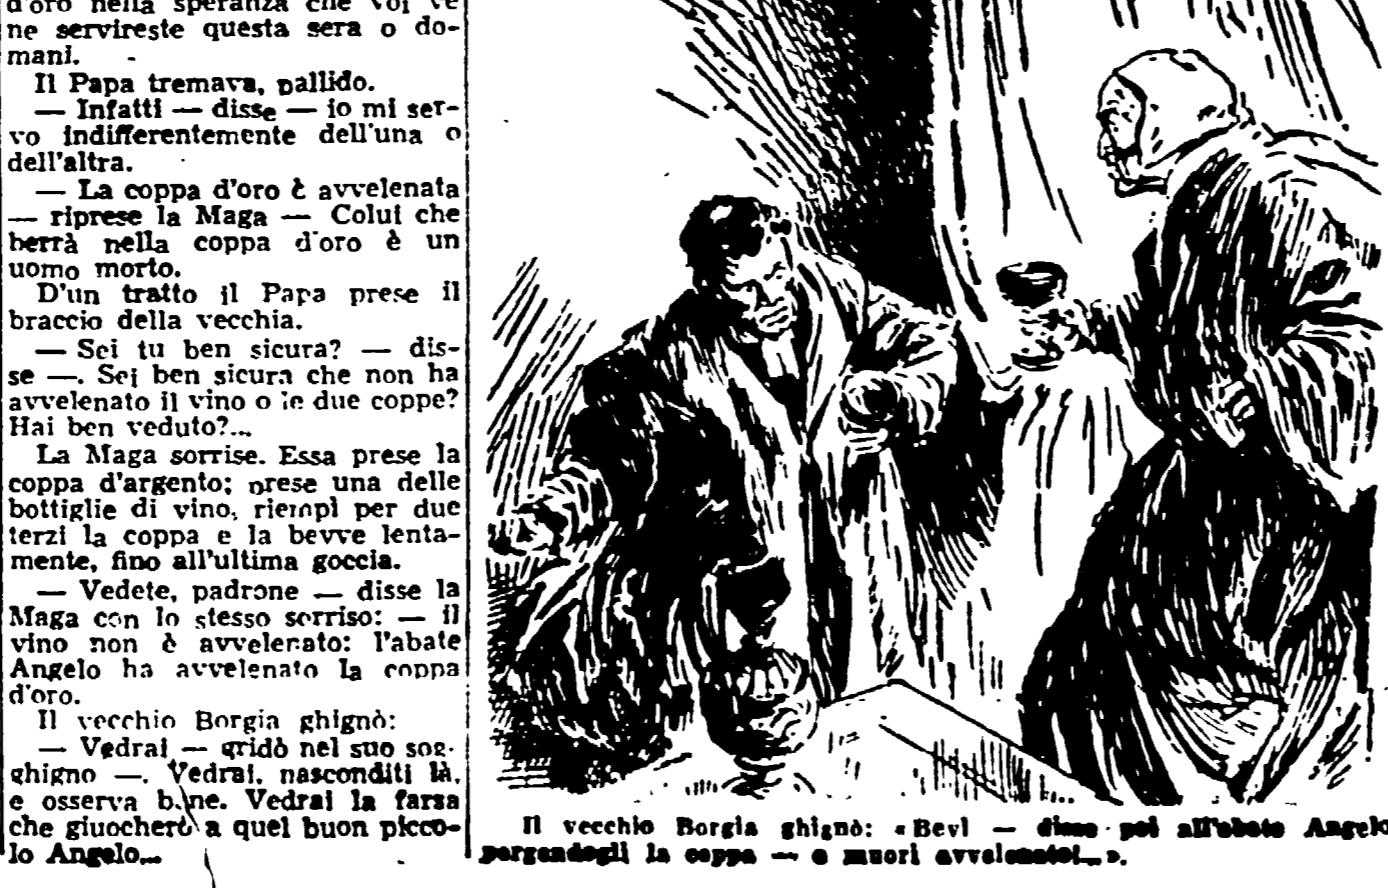 d'oro nella speranza che voi ve
ne servireste questa sera o do-
mani.
Il Papa tremava, pallido.
— Infatti — disse — io mi ser-
vo indifferentemente dell'una o
dell'altra.
— La coppa d'oro è avvelenata
— riprese la Maga — Colui che
berrà nella coppa d'oro è un
uomo morto.
D'un tratto il Papa prese il
braccio della vecchia.
— Sei tu ben sicura? — dis-
se —. Sei ben sicura che non ha
avvelenato il vino o le due coppe?
Hai ben veduto?...
La Maga sorrise. Essa prese la
coppa d'argento; prese una delle
bottiglie di vino, riempì per due
terzi la coppa e la bevve lenta-
mente, fino all'ultima goccia.
— Vedete, padrone — disse la
Maga con lo stesso sorriso: — il
vino non è avvelenato: l'abate
Angelo ha avvelenato la coppa
d'oro.
Il vecchio Borgia ghignò:
— Vedrai — gridò nel suo sog-
ghigno —. Vedrai, nasconditi là,
e osserva bene. Vedrai la farsa
che giuocherò a quel buon picco-
lo Angelo...
Il vecchio Borgia ghignò: «Bevi — disse poi all'abate Angelo
porgendogli la coppa — e muori avvelenato!...».